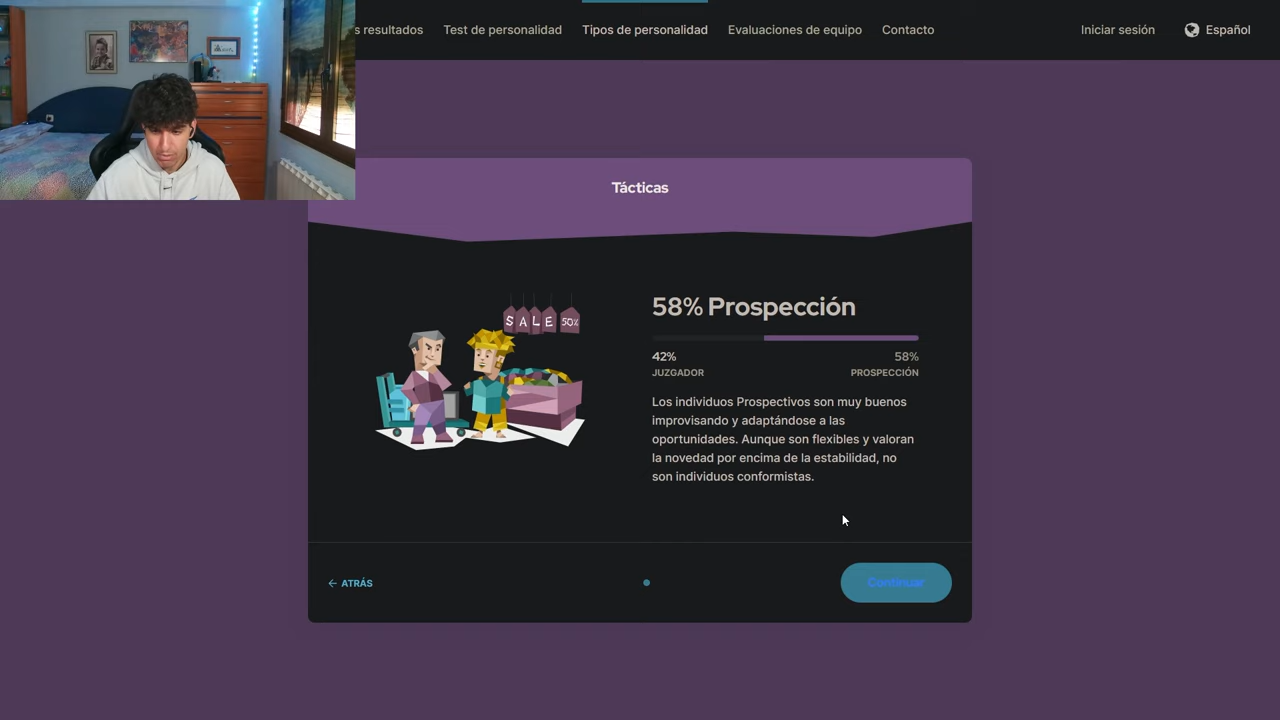 s resultados
Test de personalidad
Tipos de personalidad
Evaluaciones de equipo
Contacto
Iniciar sesión
Español
Tácticas
SALE 50%
58% Prospección
42%
58%
JUZGADOR
PROSPECCIÓN
Los individuos Prospectivos son muy buenos
improvisando y adaptándose a las
oportunidades. Aunque son flexibles y valoran
la novedad por encima de la estabilidad, no
son individuos conformistas.
← ATRÁS
Continuar